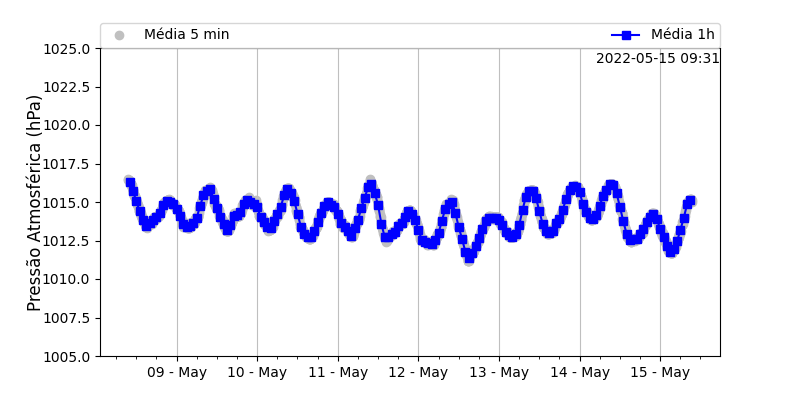 Média 5 min
Média 1h
2022-05-15 09:31
Pressão Atmosférica (hPa)
1025.0
1022.5
1020.0
1017.5
1015.0
1012.5
1010.0
1007.5
1005.0
09 - May
10 - May
11 - May
12 - May
13 - May
14 - May
15 - May